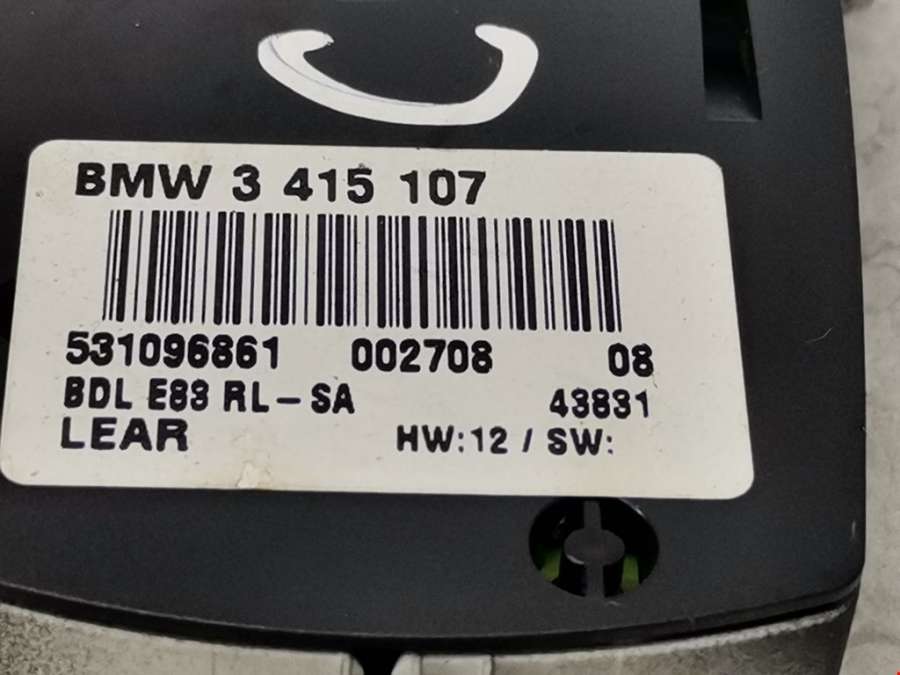 BMW 3 415 107
531096861 002708 08
BDL E83 RL-SA 43831
LEAR HW:12 / SW: